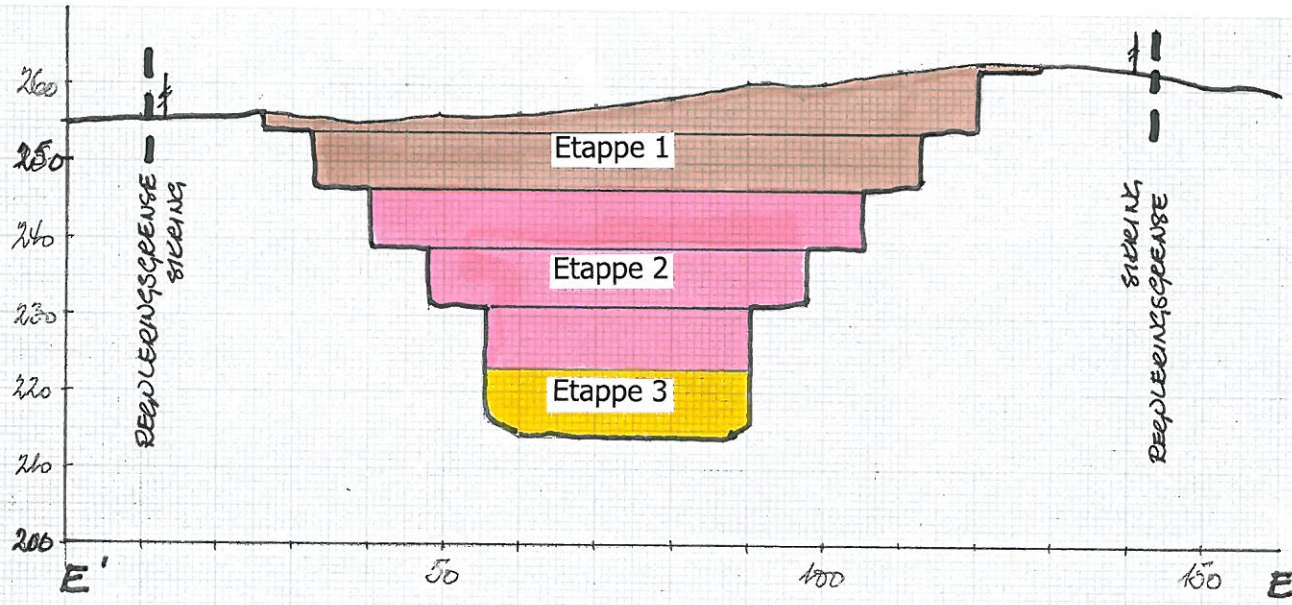 260
250
240
230
220
210
200
REGULERINGSGRENSE
SIKRING
Etappe 1
Etappe 2
Etappe 3
SIKRING
REGULERINGSGRENSE
E'
50
100
150
E